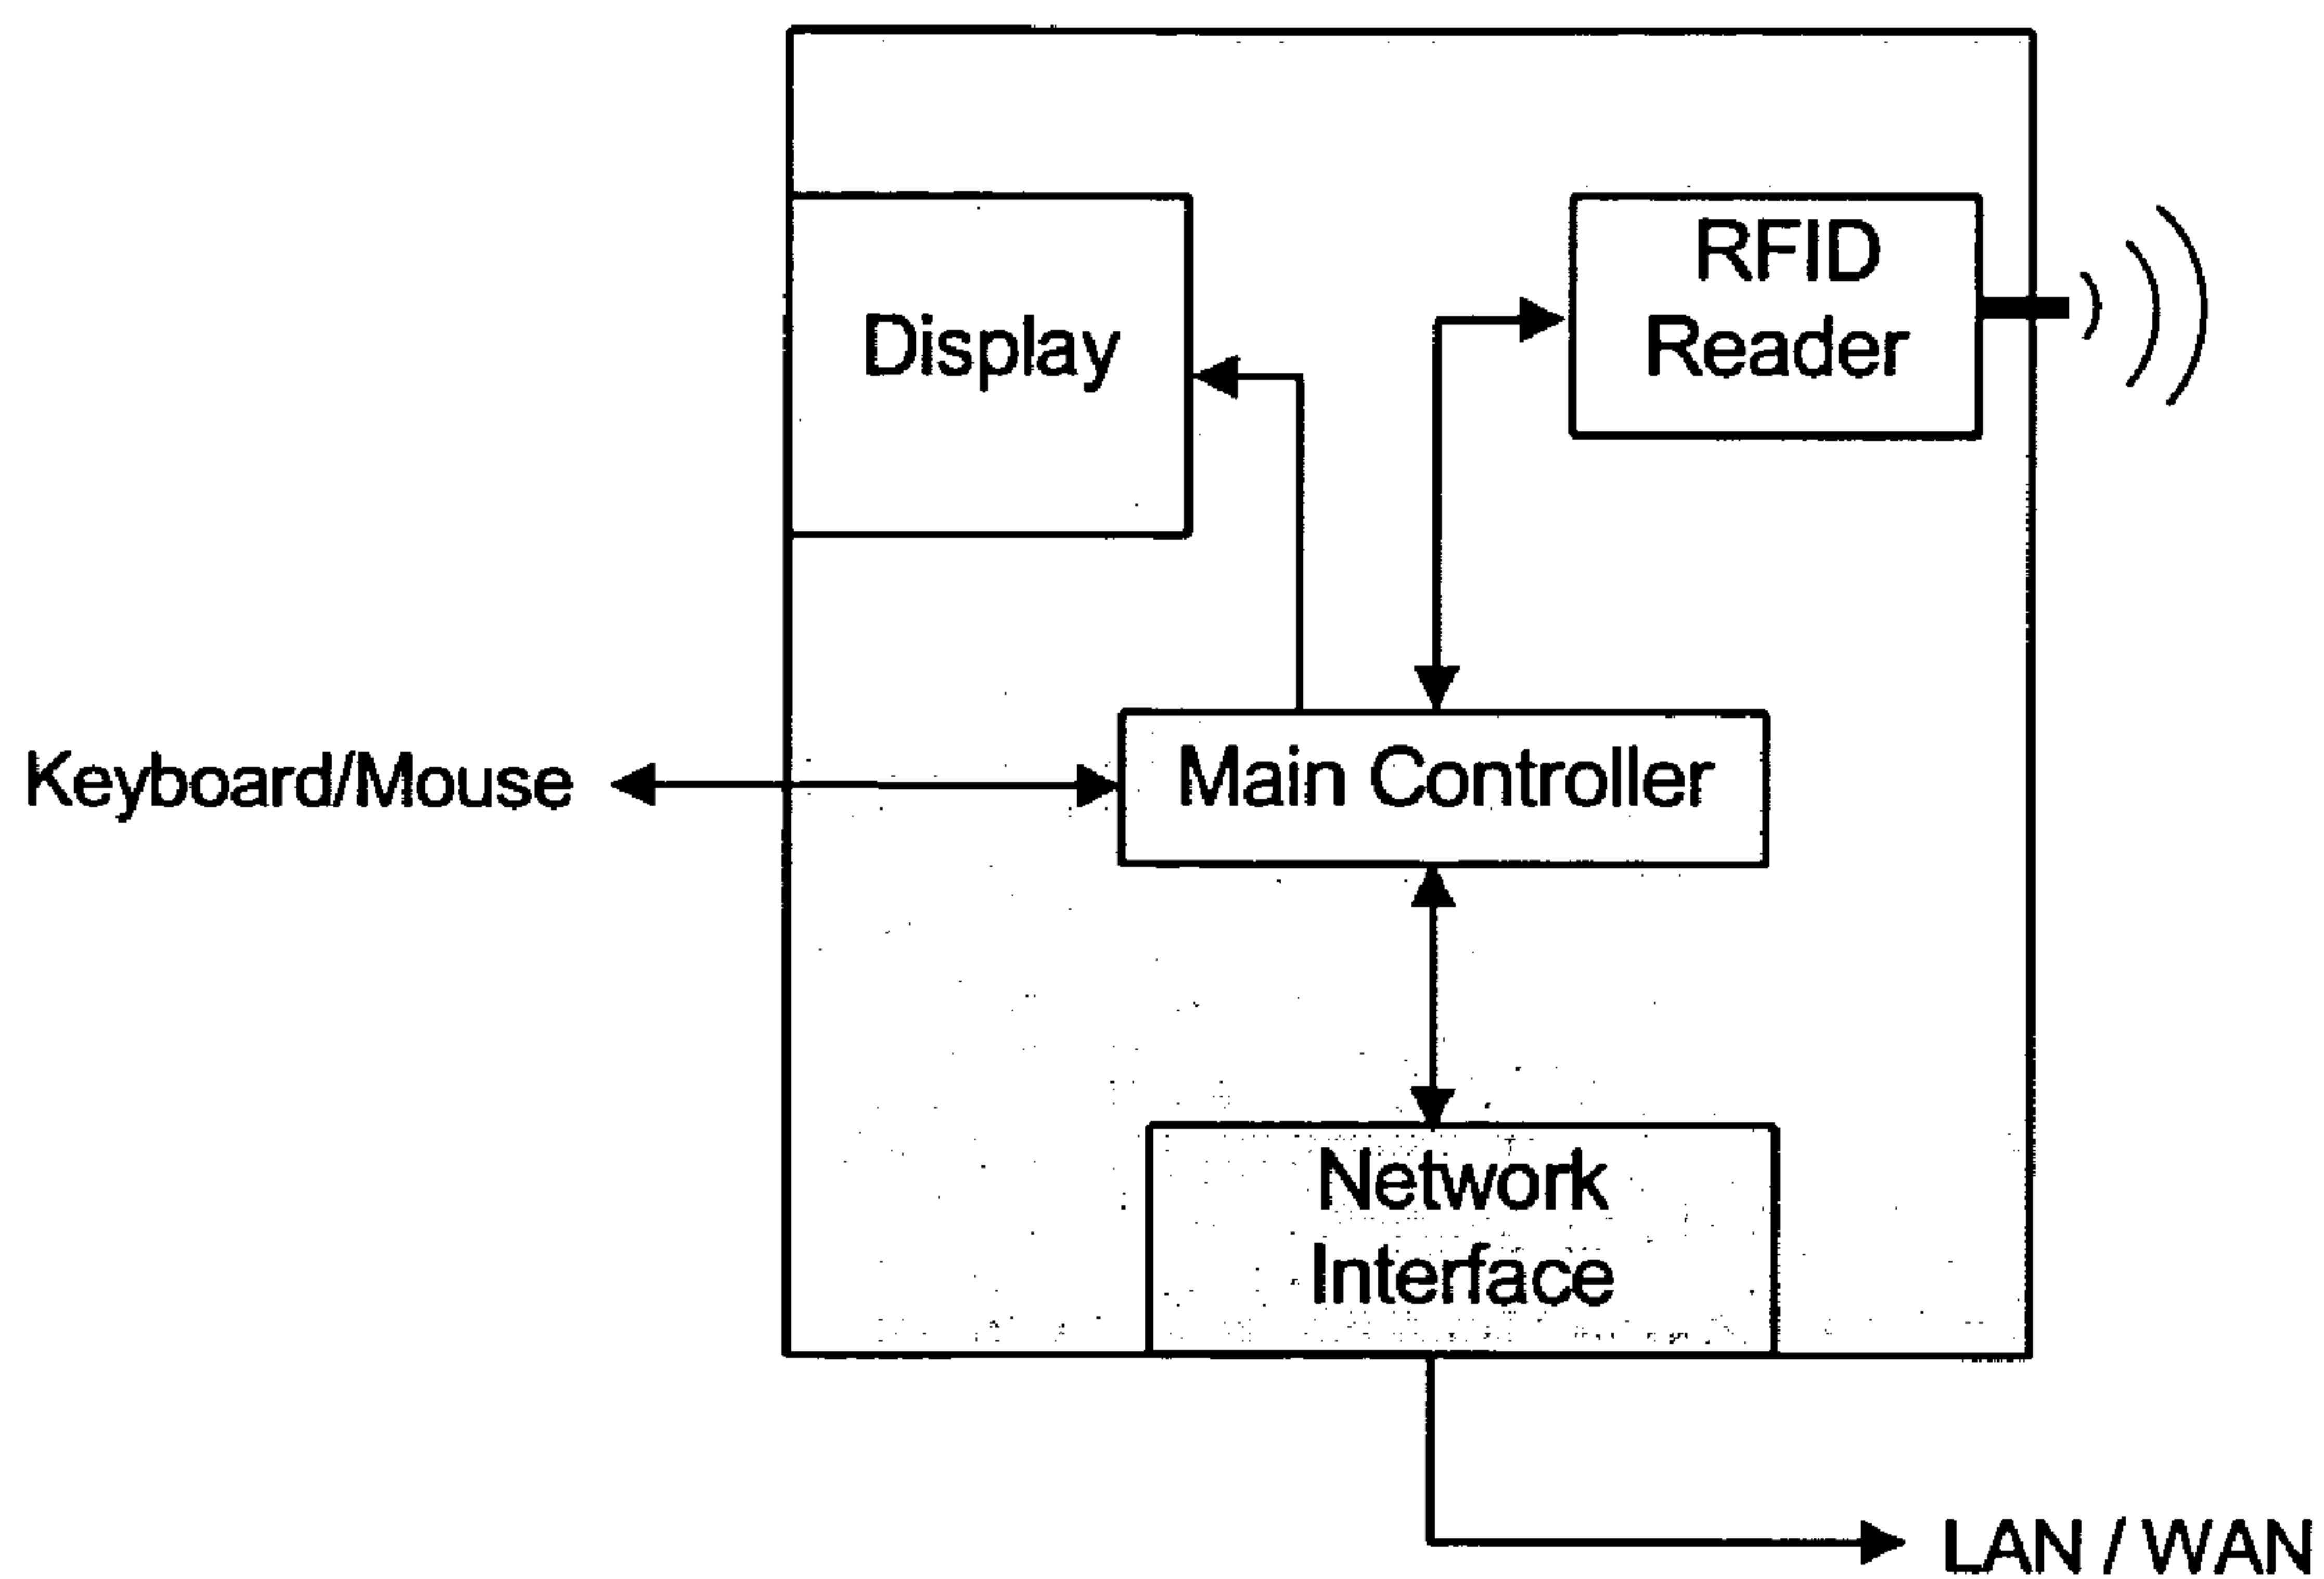 RFID
Reader
Display
Keyboard/Mouse
Main Controller
Network
Interface
LAN / WAN